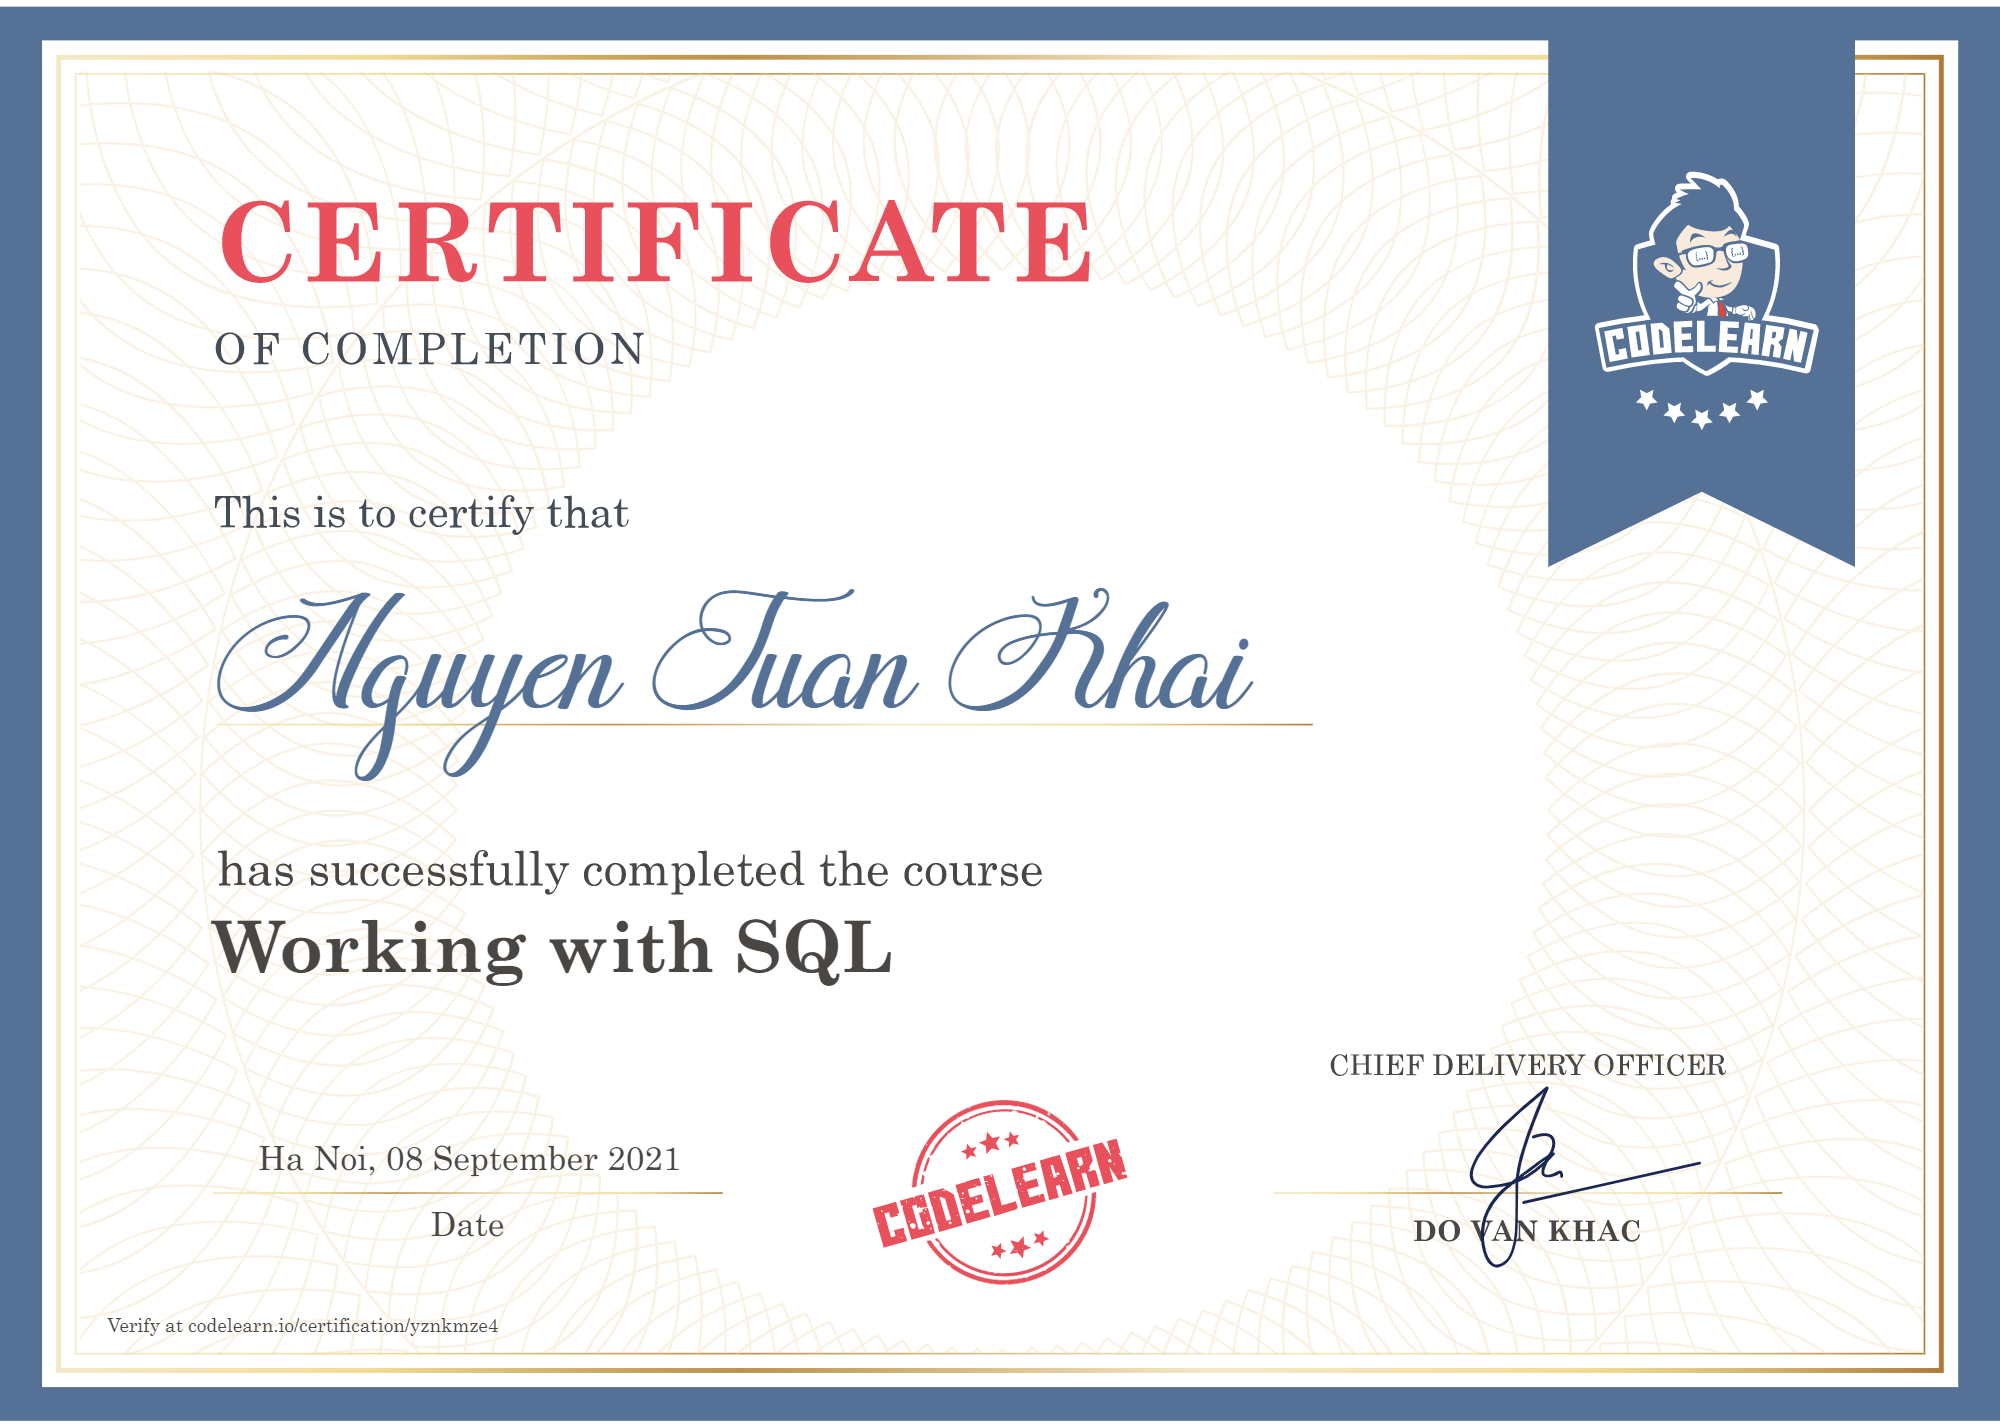 CERTIFICATE
OF COMPLETION
CODELEARN
This is to certify that
Nguyen Tuan Khai
has successfully completed the course
Working with SQL
CHIEF DELIVERY OFFICER
Ha Noi, 08 September 2021
Date
CODELEARN
DO VAN KHAC
Verify at codelearn.io/certification/yznkmze4